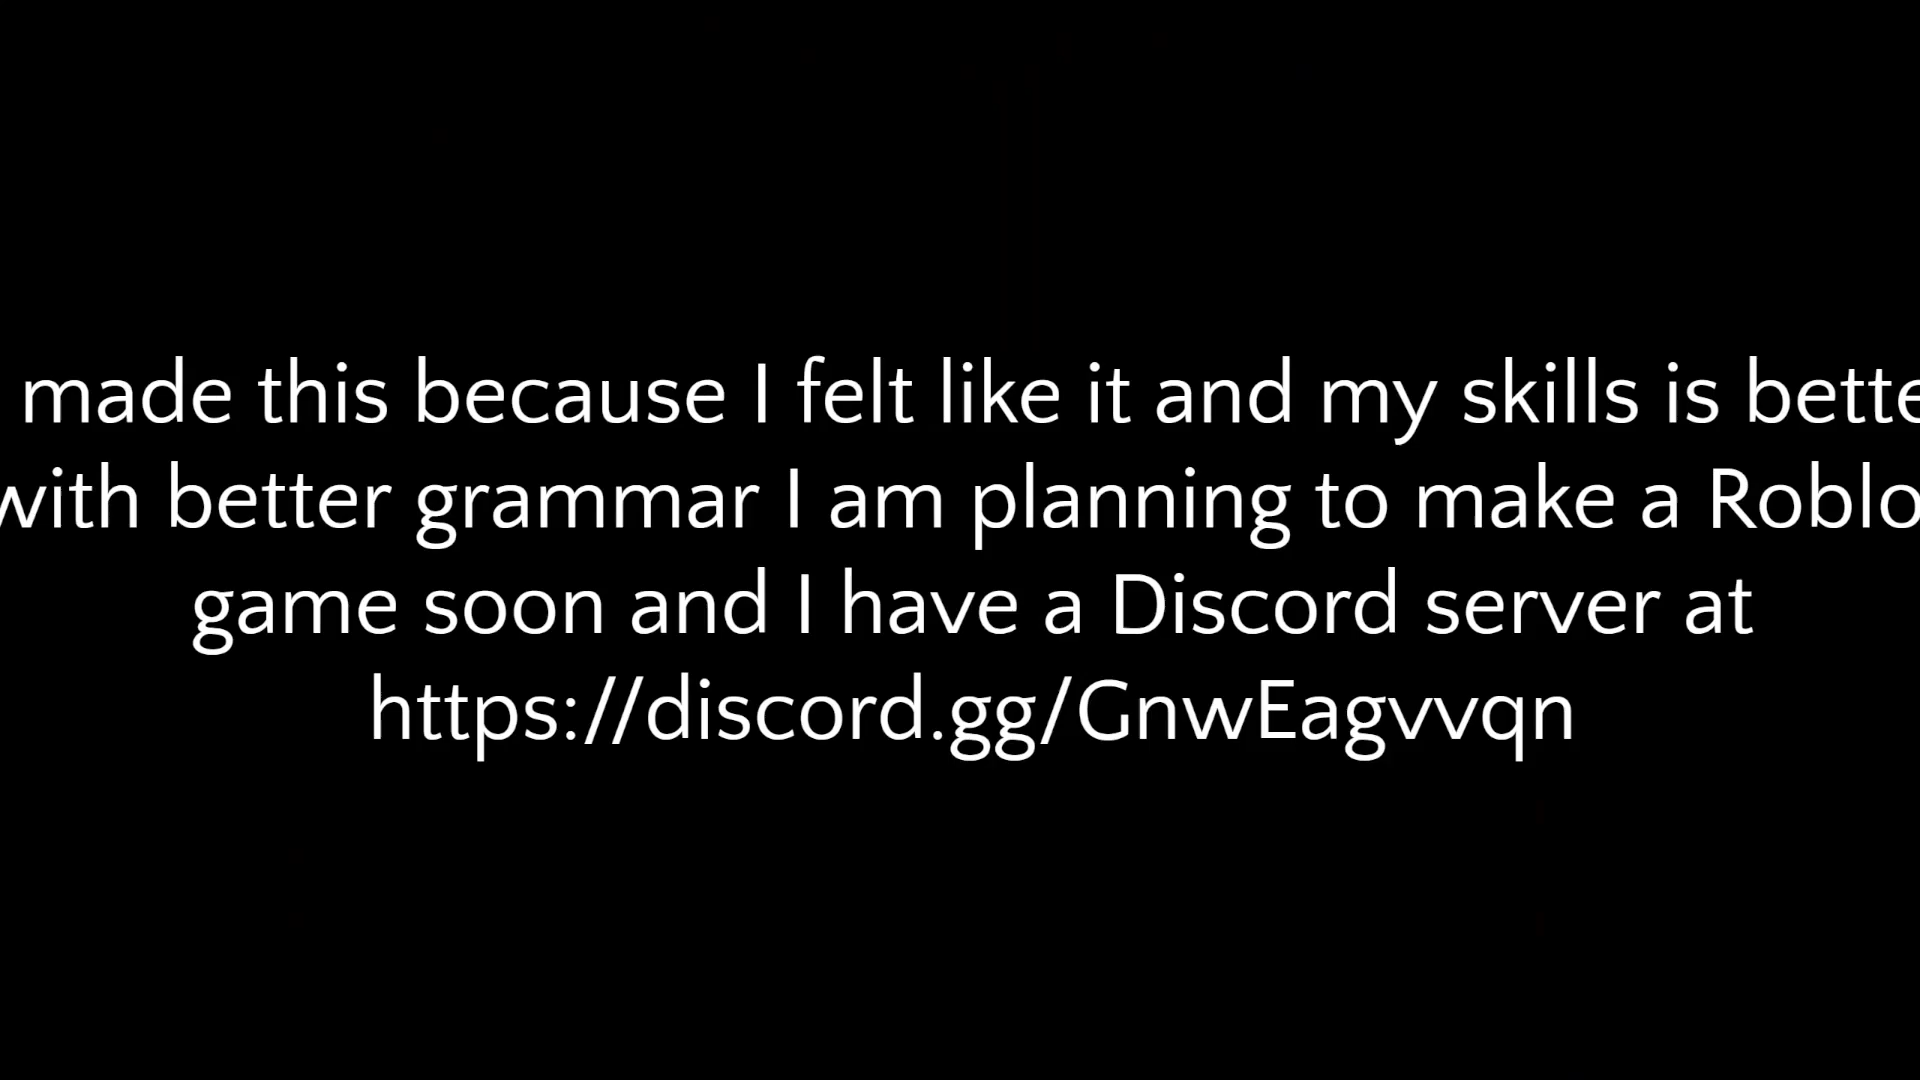 made this because I felt like it and my skills is bette
with better grammar I am planning to make a Roblo
game soon and I have a Discord server at
https://discord.gg/GnwEagvvqn